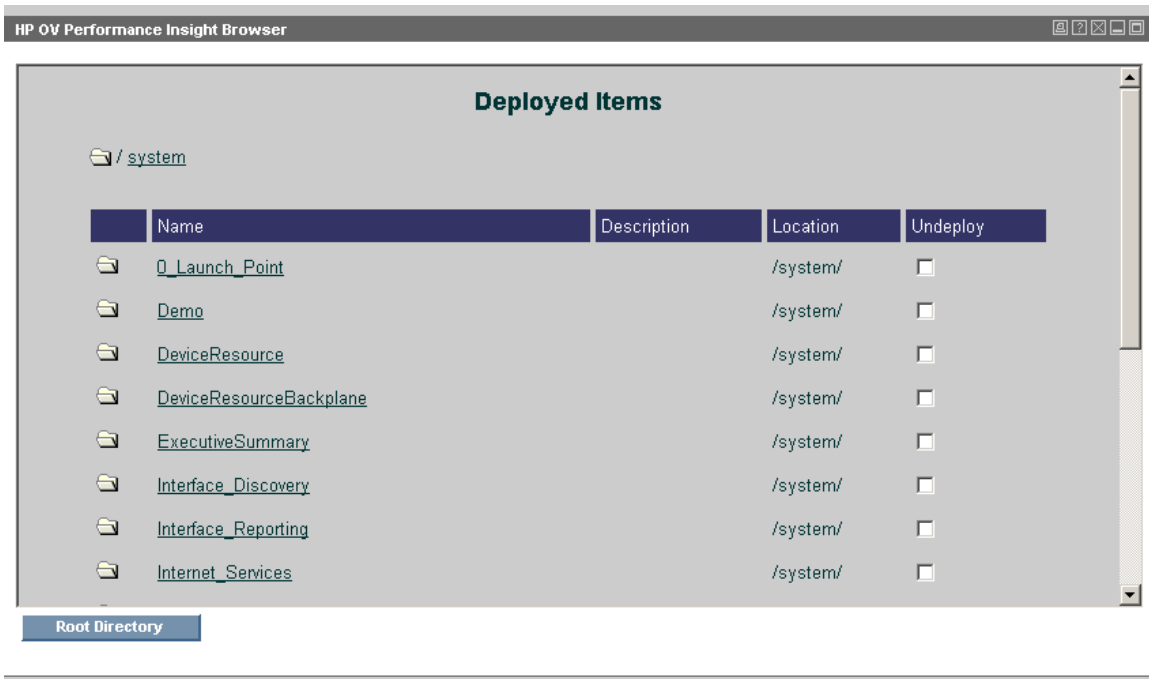 HP OV Performance Insight Browser
Deployed Items
/ system
Name Description Location Undeploy
0_Launch_Point /system/
Demo /system/
DeviceResource /system/
DeviceResourceBackplane /system/
ExecutiveSummary /system/
Interface_Discovery /system/
Interface_Reporting /system/
Internet_Services /system/
Root Directory